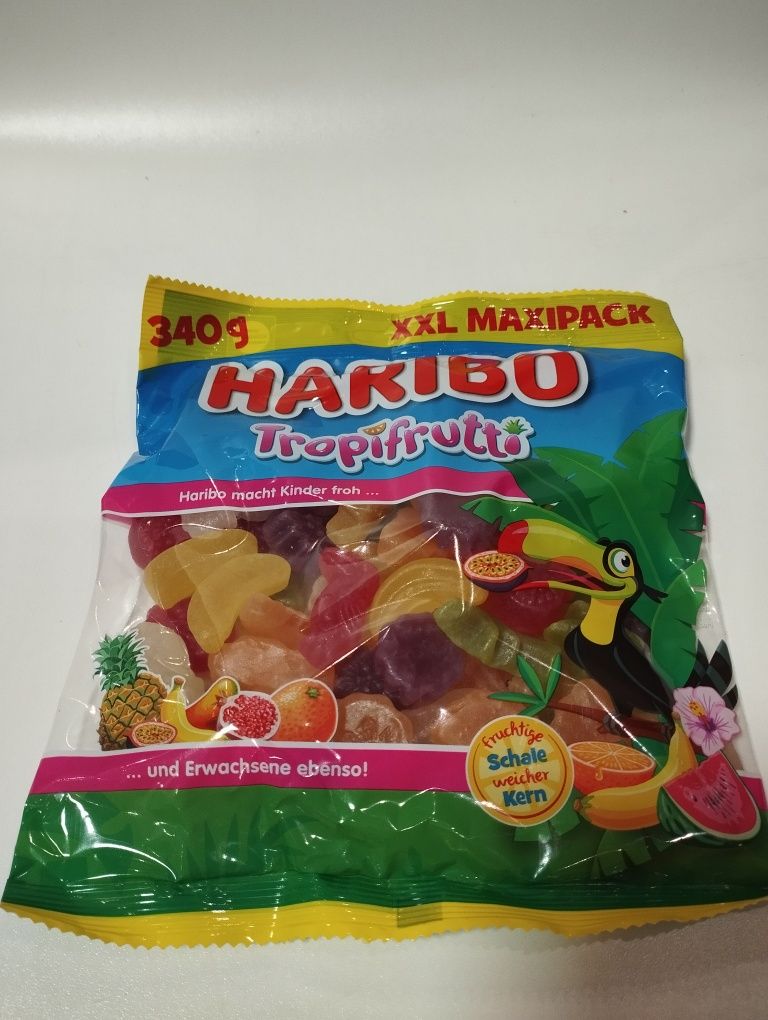 340g
XXL MAXIPACK
HARIBO
Tropifrutti
Haribo macht Kinder froh ...
fruchtige
Schale
weicher
Kern
... und Erwachsene ebenso!